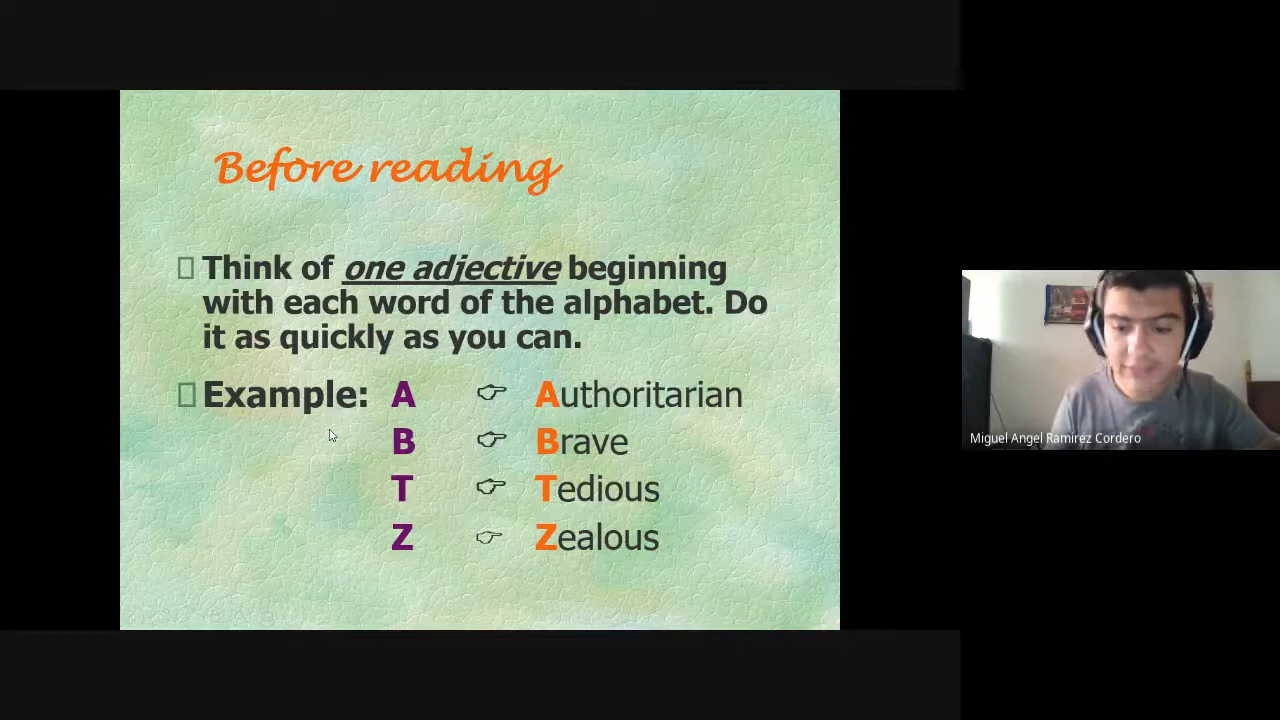 Before reading
Think of one adjective beginning
with each word of the alphabet. Do
it as quickly as you can.
Example: A Authoritarian
B Brave
T Tedious
Z Zealous
Miguel Angel Ramirez Cordero